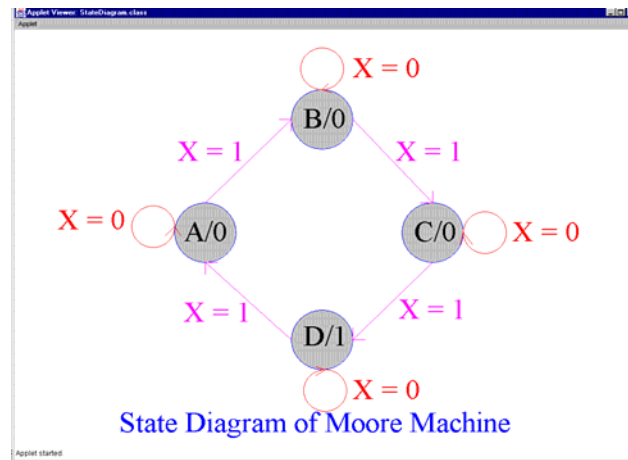 Applet Viewer: StateDiagram.class
Applet
X = 0
B/0
X = 1
X = 1
X = 0
A/0
C/0
X = 0
X = 1
X = 1
D/1
X = 0
State Diagram of Moore Machine
Applet started.